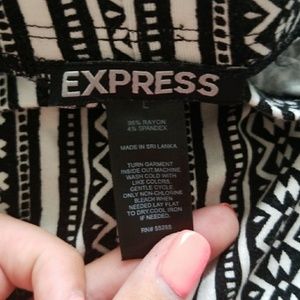 EXPRESS
L
96% RAYON
4% SPANDEX
MADE IN SRI LANKA
TURN GARMENT
INSIDE OUT. MACHINE
WASH COLD WITH
LIKE COLORS.
GENTLE CYCLE
ONLY NON-CHLORINE
BLEACH WHEN
NEEDED LAY FLAT
TO DRY. COOL IRON
IF NEEDED
RN# 55285